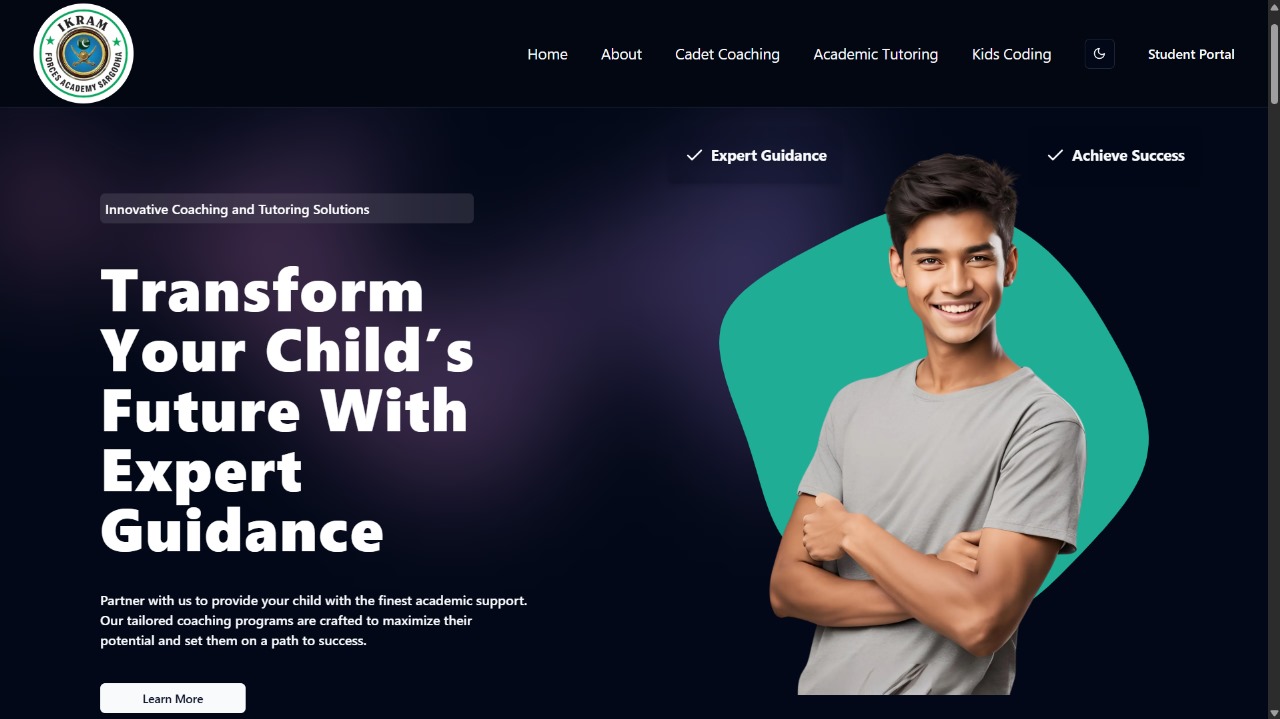 IKRAM
FORCES ACADEMY SARGODHA
Home
About
Cadet Coaching
Academic Tutoring
Kids Coding
Student Portal
Expert Guidance
Achieve Success
Innovative Coaching and Tutoring Solutions
Transform
Your Child’s
Future With
Expert
Guidance
Partner with us to provide your child with the finest academic support.
Our tailored coaching programs are crafted to maximize their
potential and set them on a path to success.
Learn More